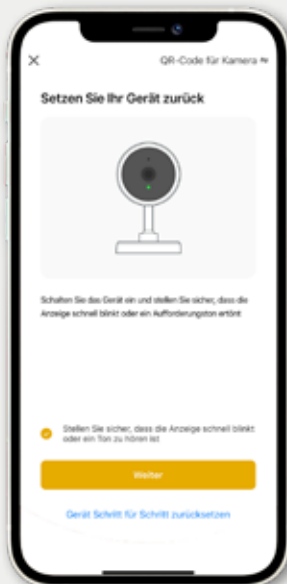 QR-Code für Kamera ⇋
Setzen Sie Ihr Gerät zurück
Schalten Sie das Gerät ein und stellen Sie sicher, dass die
Anzeige schnell blinkt oder ein Aufforderungston ertönt
Stellen Sie sicher, dass die Anzeige schnell blinkt
oder ein Ton zu hören ist
Weiter
Gerät Schritt für Schritt zurücksetzen